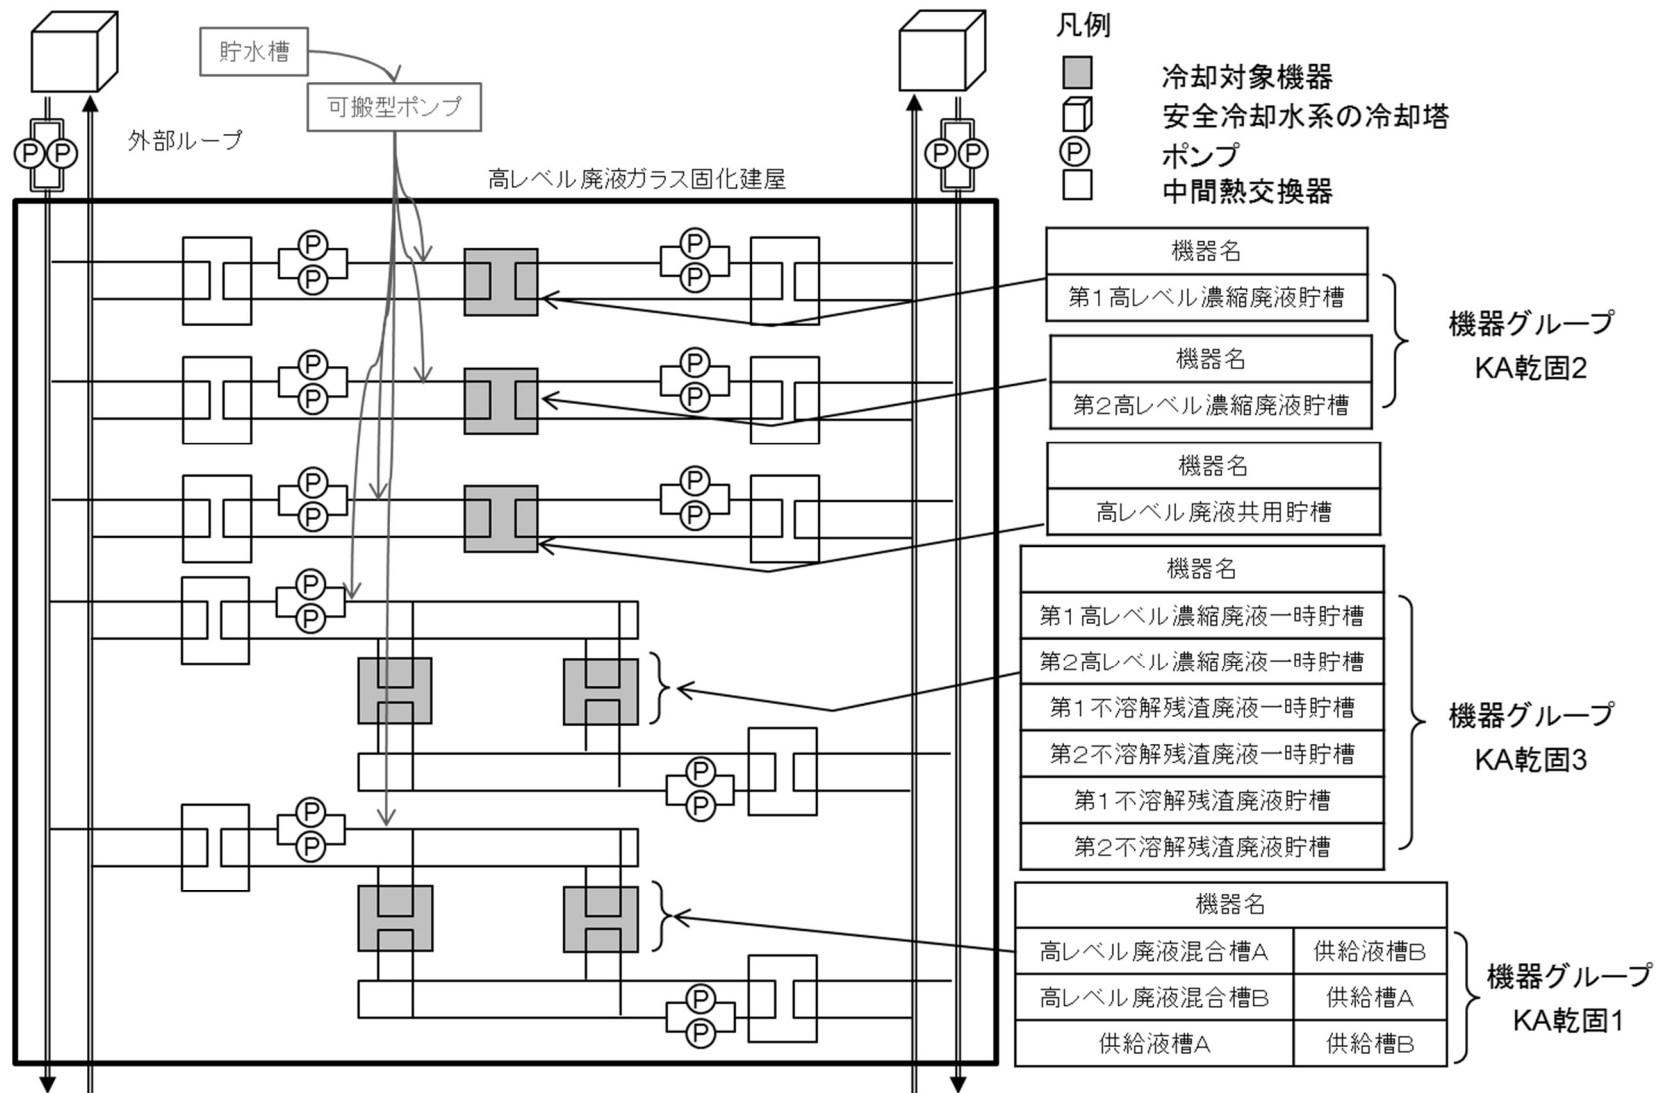 貯水槽
可搬型ポンプ
外部ループ
高レベル廃液ガラス固化建屋
P P
P P
凡例
冷却対象機器
安全冷却水系の冷却塔
P ポンプ
中間熱交換器
P P
P P
P P
P P
P P
P P
P
P
P
P
P
P
P
P
機器名
第1高レベル濃縮廃液貯槽
機器名
第2高レベル濃縮廃液貯槽
機器グループ
KA乾固2
機器名
高レベル廃液共用貯槽
機器名
第1高レベル濃縮廃液一時貯槽
第2高レベル濃縮廃液一時貯槽
第1不溶解残渣廃液一時貯槽
第2不溶解残渣廃液一時貯槽
第1不溶解残渣廃液貯槽
第2不溶解残渣廃液貯槽
機器グループ
KA乾固3
機器名
高レベル廃液混合槽A 供給液槽B
高レベル廃液混合槽B 供給槽A
供給液槽A 供給槽B
機器グループ
KA乾固1